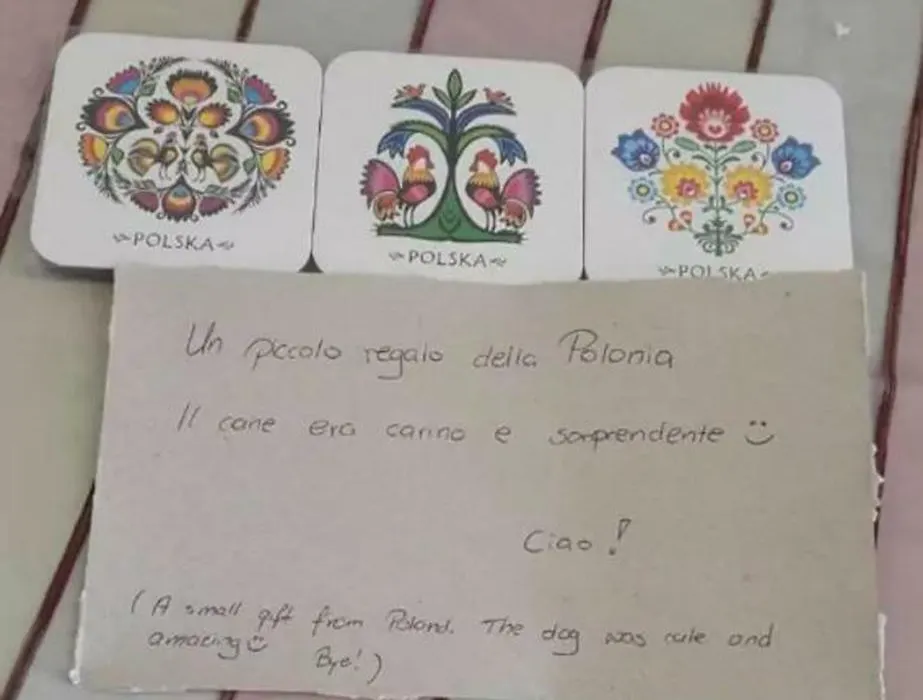 POLSKA
POLSKA
POLSKA
Un piccolo regalo della Polonia
Il cane era carino e sorprendente
Ciao!
(A small gift from Poland. The dog was cute and
amazing
Bye!)